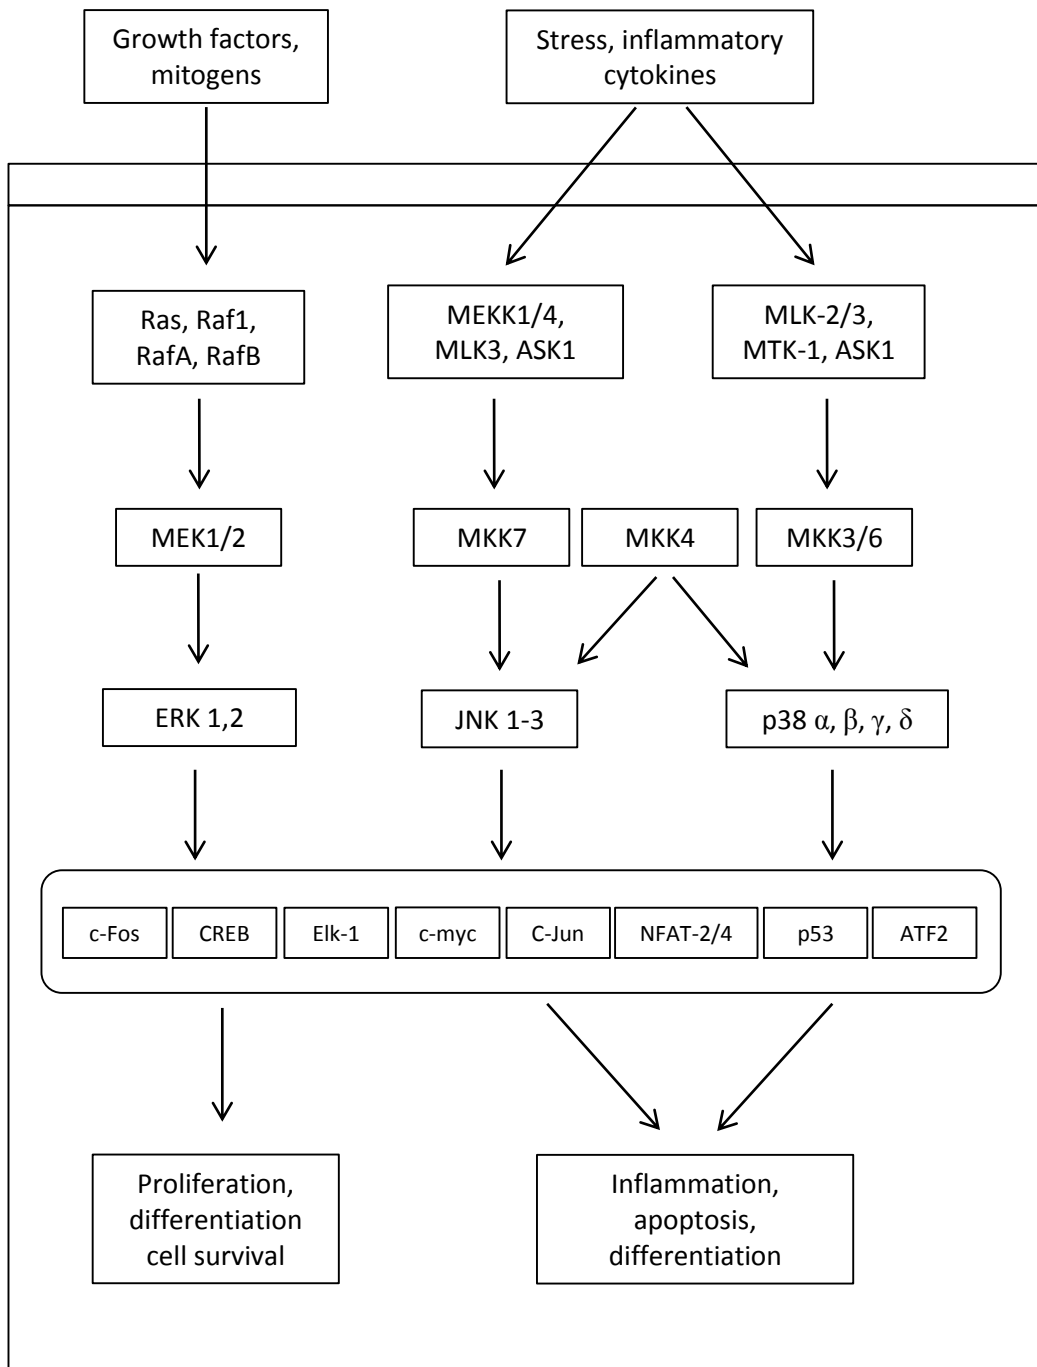 Growth factors,
mitogens
Stress, inflammatory
cytokines
Ras, Raf1,
RafA, RafB
MEKK1/4,
MLK3, ASK1
MLK-2/3,
MTK-1, ASK1
MEK1/2
MKK7
MKK4
MKK3/6
ERK 1,2
JNK 1-3
p38 α, β, γ, δ
c-Fos
CREB
Elk-1
c-myc
C-Jun
NFAT-2/4
p53
ATF2
Proliferation,
differentiation
cell survival
Inflammation,
apoptosis,
differentiation